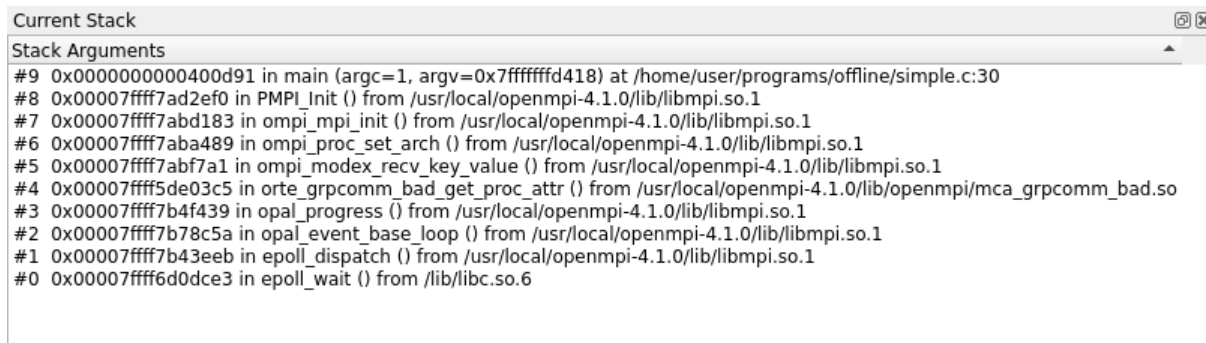 Current Stack
Stack Arguments
#9 0x0000000000400d91 in main (argc=1, argv=0x7fffffffd418) at /home/user/programs/offline/simple.c:30
#8 0x00007ffff7ad2ef0 in PMPI_Init () from /usr/local/openmpi-4.1.0/lib/libmpi.so.1
#7 0x00007ffff7abd183 in ompi_mpi_init () from /usr/local/openmpi-4.1.0/lib/libmpi.so.1
#6 0x00007ffff7aba489 in ompi_proc_set_arch () from /usr/local/openmpi-4.1.0/lib/libmpi.so.1
#5 0x00007ffff7abf7a1 in ompi_modex_recv_key_value () from /usr/local/openmpi-4.1.0/lib/libmpi.so.1
#4 0x00007ffff5de03c5 in orte_grpcomm_bad_get_proc_attr () from /usr/local/openmpi-4.1.0/lib/openmpi/mca_grpcomm_bad.so
#3 0x00007ffff7b4f439 in opal_progress () from /usr/local/openmpi-4.1.0/lib/libmpi.so.1
#2 0x00007ffff7b78c5a in opal_event_base_loop () from /usr/local/openmpi-4.1.0/lib/libmpi.so.1
#1 0x00007ffff7b43eeb in epoll_dispatch () from /usr/local/openmpi-4.1.0/lib/libmpi.so.1
#0 0x00007ffff6d0dce3 in epoll_wait () from /lib/libc.so.6